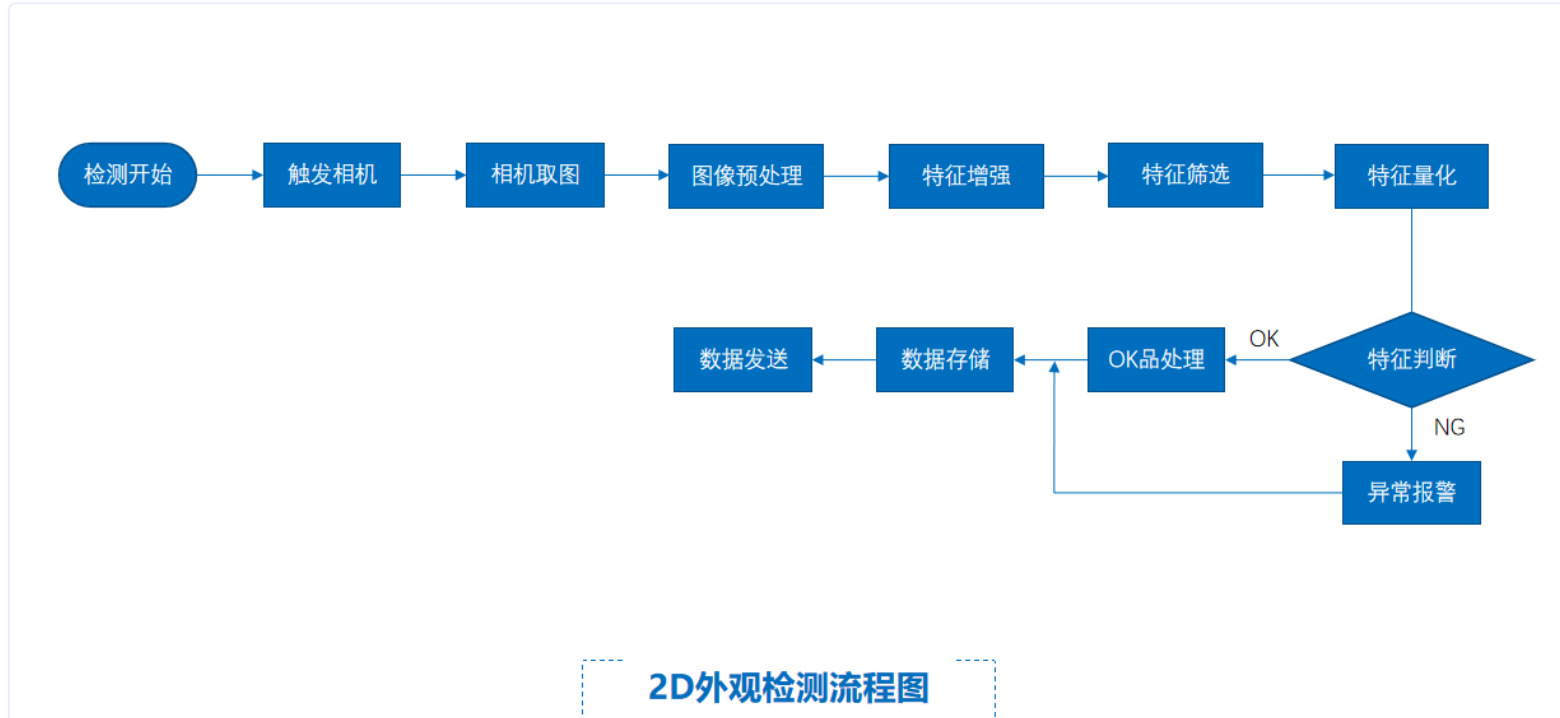 检测开始
触发相机
相机取图
图像预处理
特征增强
特征筛选
特征量化
数据发送
数据存储
OK品处理
OK
特征判断
NG
异常报警
2D外观检测流程图